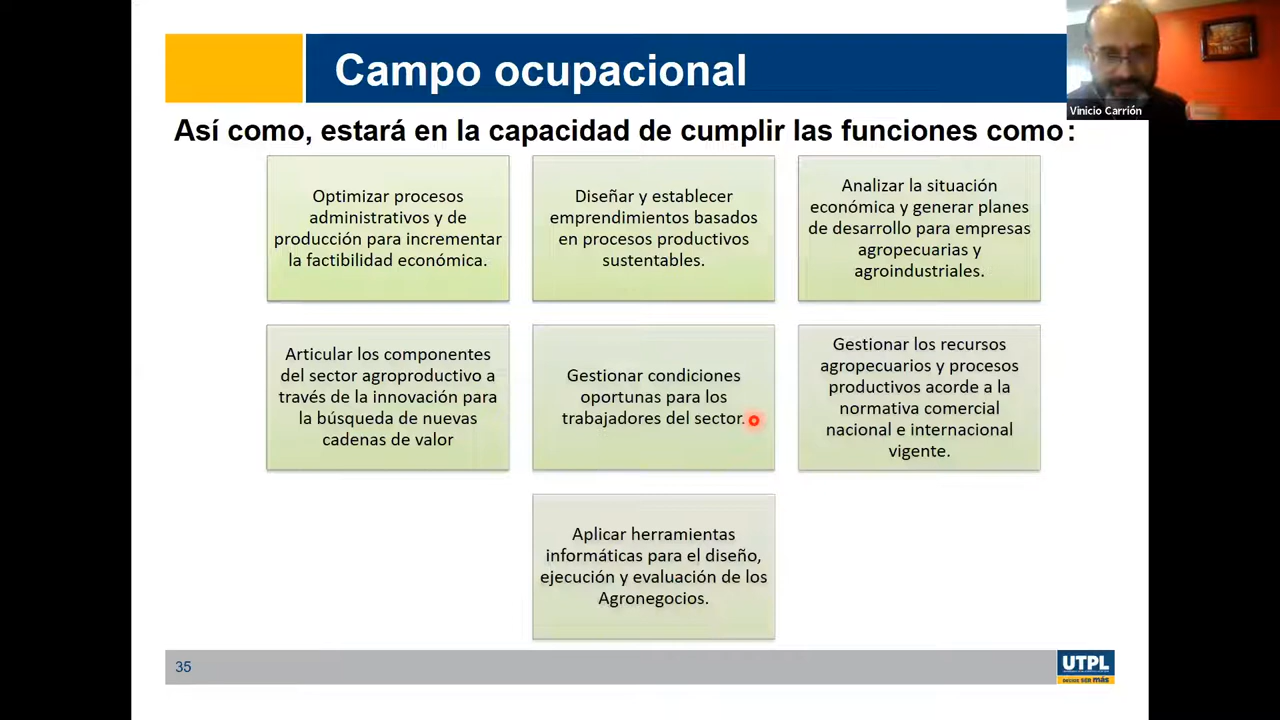 Campo ocupacional
Vinicio Carrión
Así como, estará en la capacidad de cumplir las funciones como:
Optimizar procesos
administrativos y de
producción para incrementar
la factibilidad económica.
Diseñar y establecer
emprendimientos basados
en procesos productivos
sustentables.
Analizar la situación
económica y generar planes
de desarrollo para empresas
agropecuarias y
agroindustriales.
Articular los componentes
del sector agroproductivo a
través de la innovación para
la búsqueda de nuevas
cadenas de valor
Gestionar condiciones
oportunas para los
trabajadores del sector.
Gestionar los recursos
agropecuarios y procesos
productivos acorde a la
normativa comercial
nacional e internacional
vigente.
Aplicar herramientas
informáticas para el diseño,
ejecución y evaluación de los
Agronegocios.
35
UTPL
DECIDE SER más